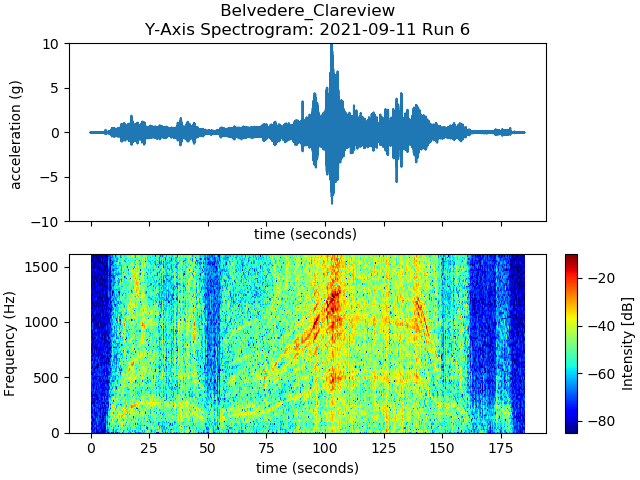 Belvedere_Clareview
Y-Axis Spectrogram: 2021-09-11 Run 6
10
5
0
−5
−10
acceleration (g)
time (seconds)
1500
1000
500
0
Frequency (Hz)
0 25 50 75 100 125 150 175
time (seconds)
−20
−40
−60
−80
Intensity [dB]